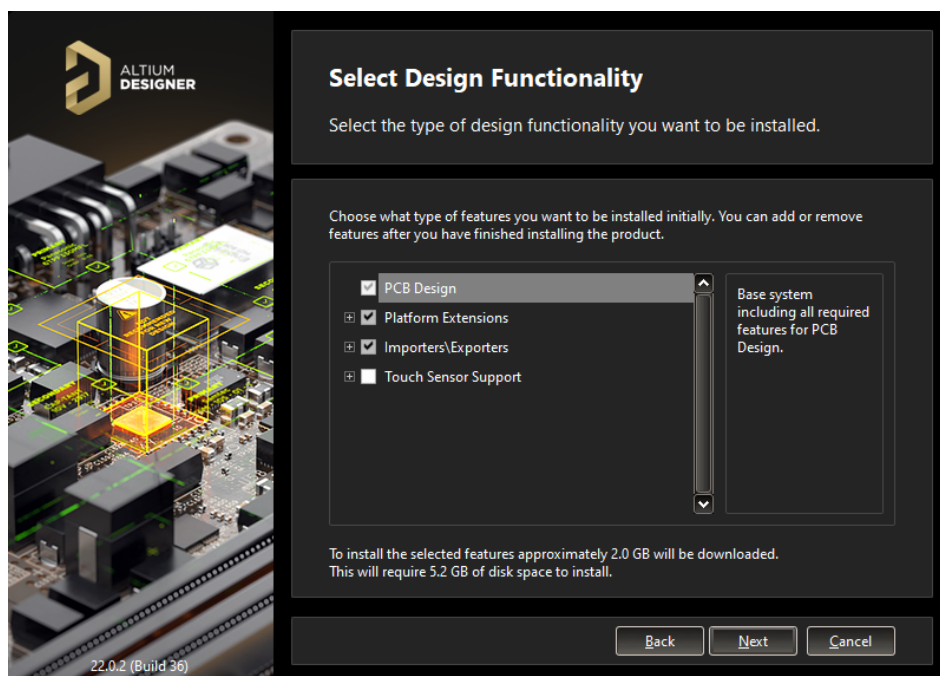 ALTIUM
DESIGNER
Select Design Functionality
Select the type of design functionality you want to be installed.
Choose what type of features you want to be installed initially. You can add or remove
features after you have finished installing the product.
PCB Design
Platform Extensions
Importers\Exporters
Touch Sensor Support
Base system
including all required
features for PCB
Design.
To install the selected features approximately 2.0 GB will be downloaded.
This will require 5.2 GB of disk space to install.
22.0.2 (Build 36)
Back
Next
Cancel